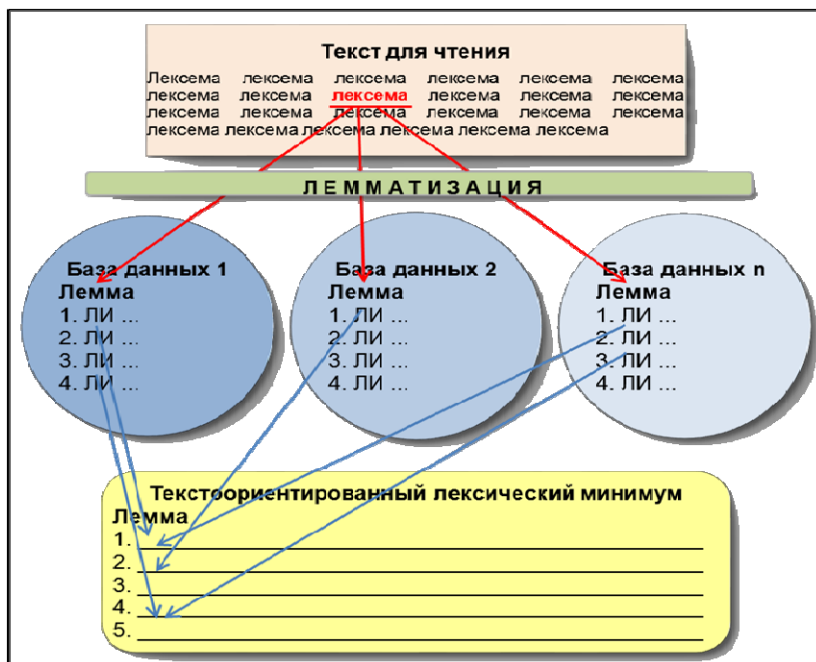 Текст для чтения
Лексема лексема лексема лексема лексема лексема
лексема лексема лексема лексема лексема лексема
лексема лексема лексема лексема лексема лексема
лексема лексема лексема лексема лексема лексема
ЛЕММАТИЗАЦИЯ
База данных 1
Лемма
1. ЛИ ...
2. ЛИ ...
3. ЛИ ...
4. ЛИ ...
База данных 2
Лемма
1. ЛИ ...
2. ЛИ ...
3. ЛИ ...
4. ЛИ ...
База данных n
Лемма
1. ЛИ ...
2. ЛИ ...
3. ЛИ ...
4. ЛИ ...
Текстоориентированный лексический минимум
Лемма
1.
2.
3.
4.
5.